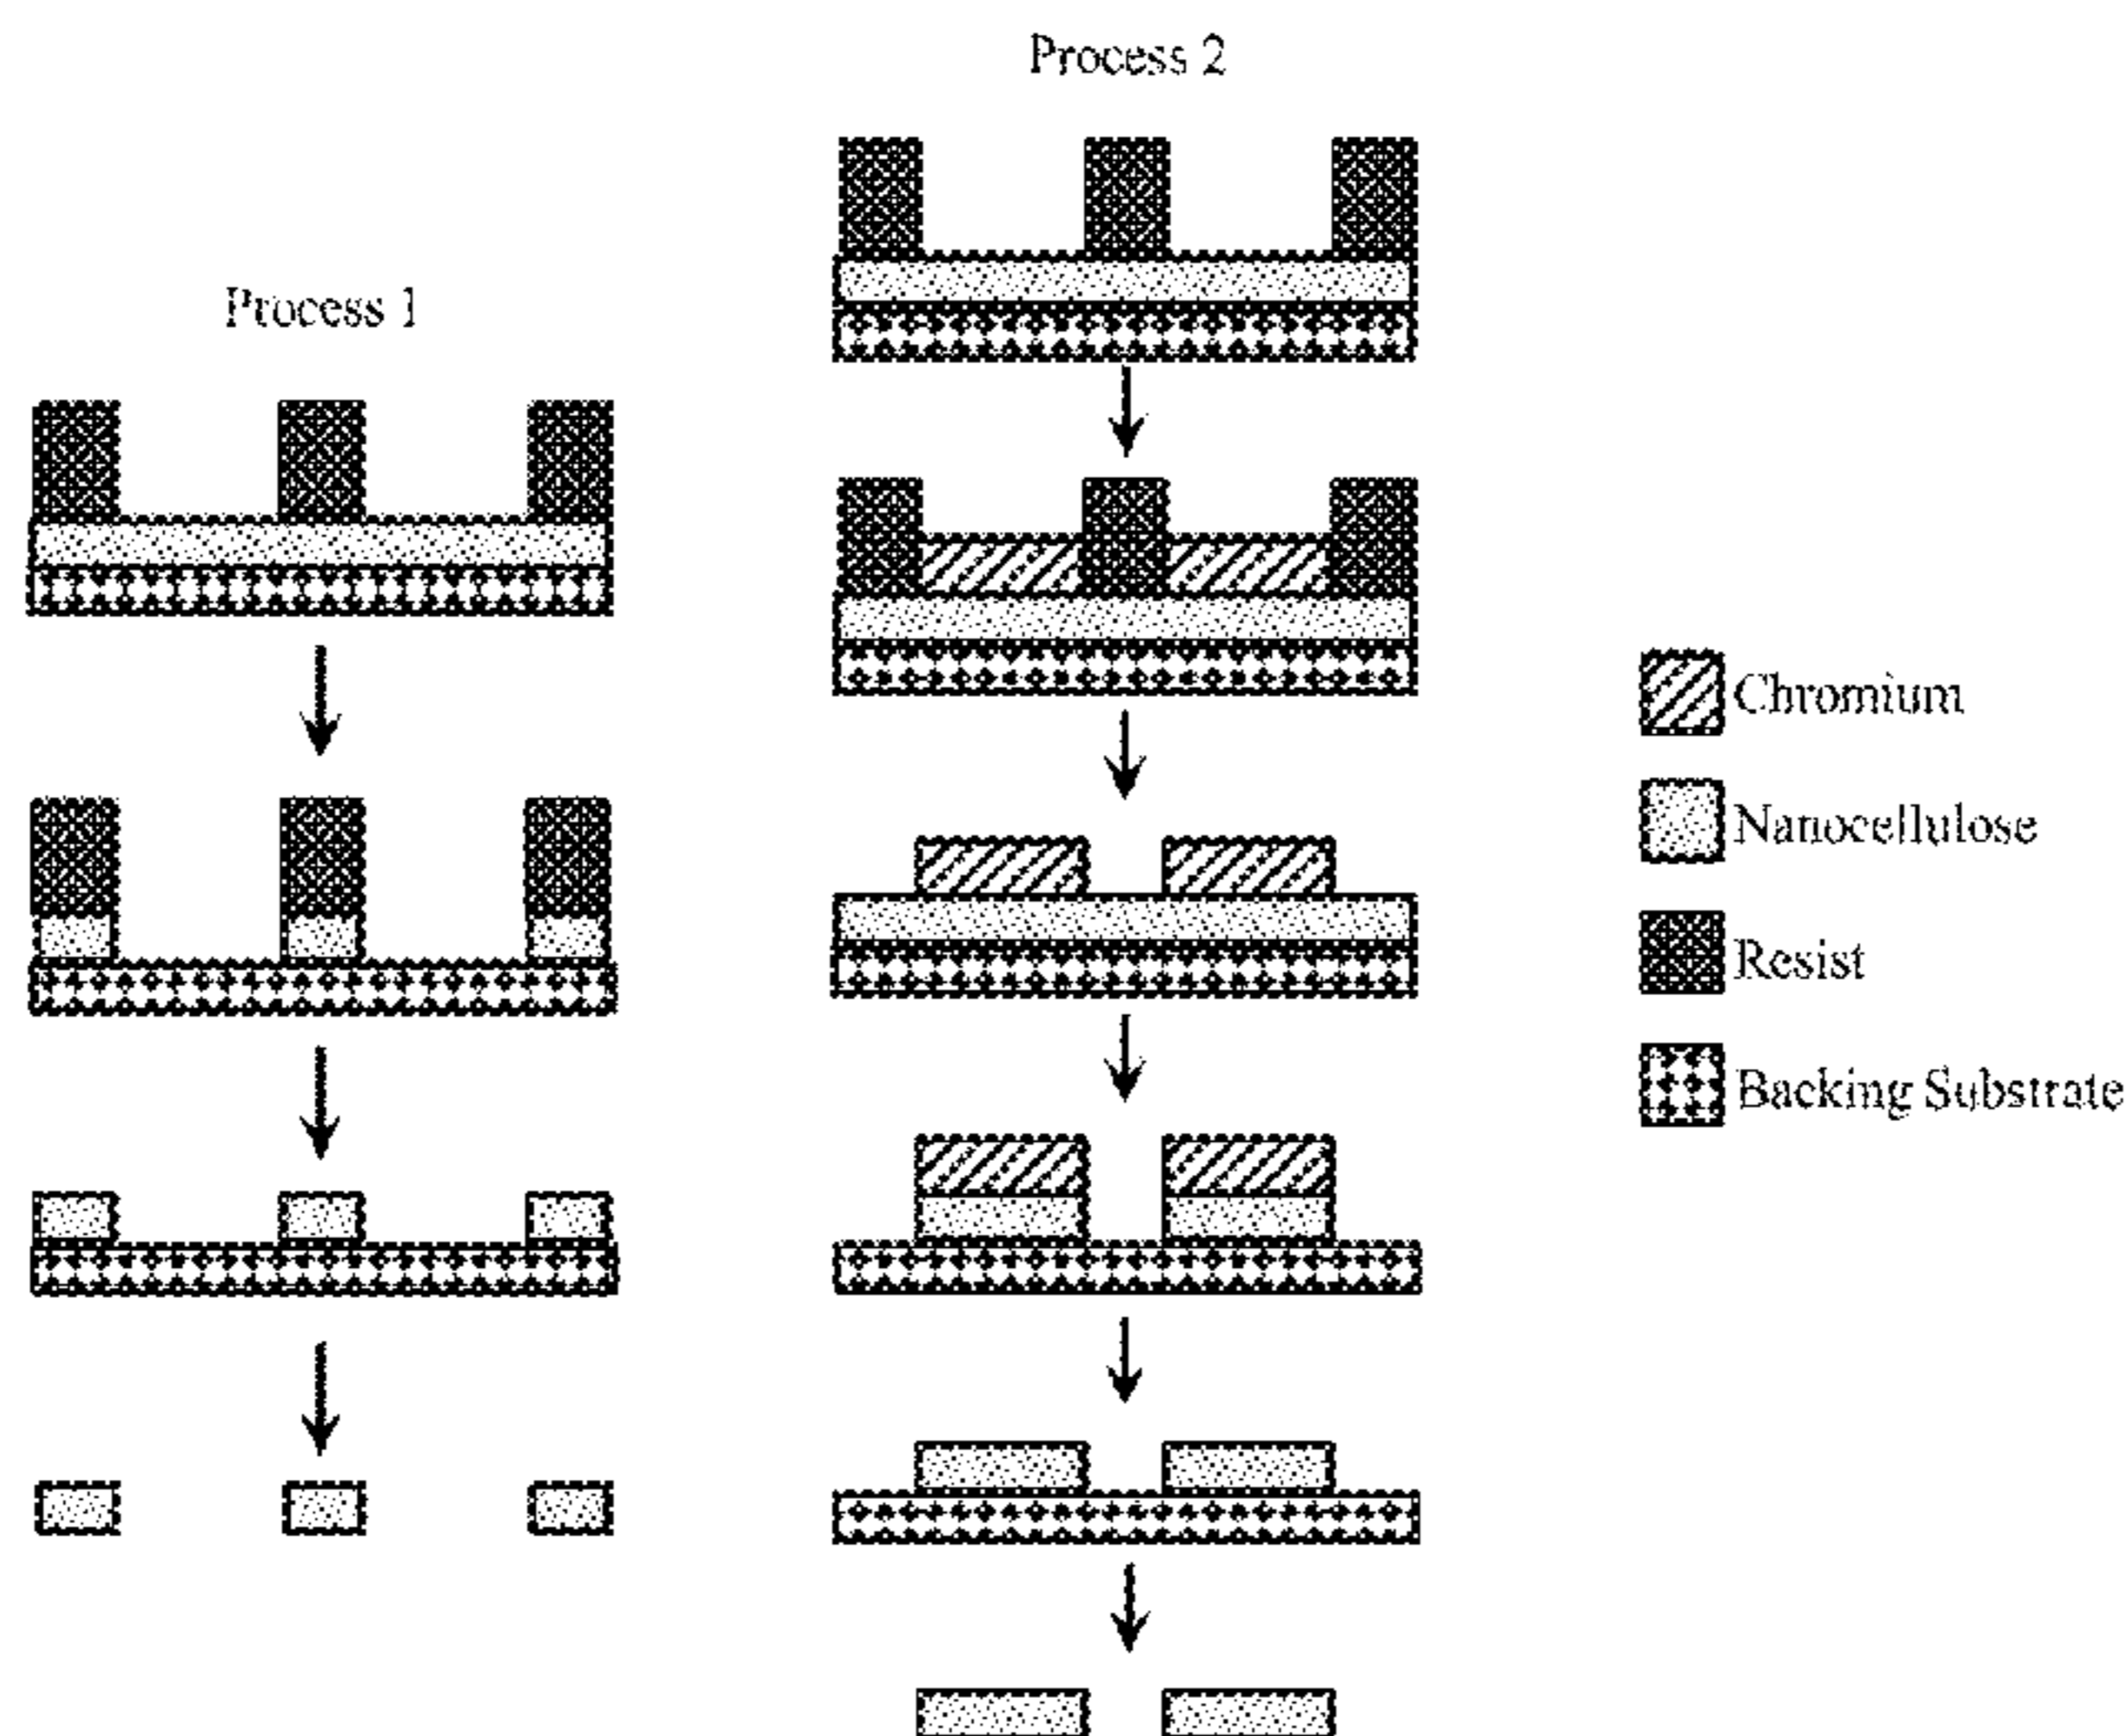 Process 1
Process 2
Chromium
Nanocellulose
Resist
Backing Substrate